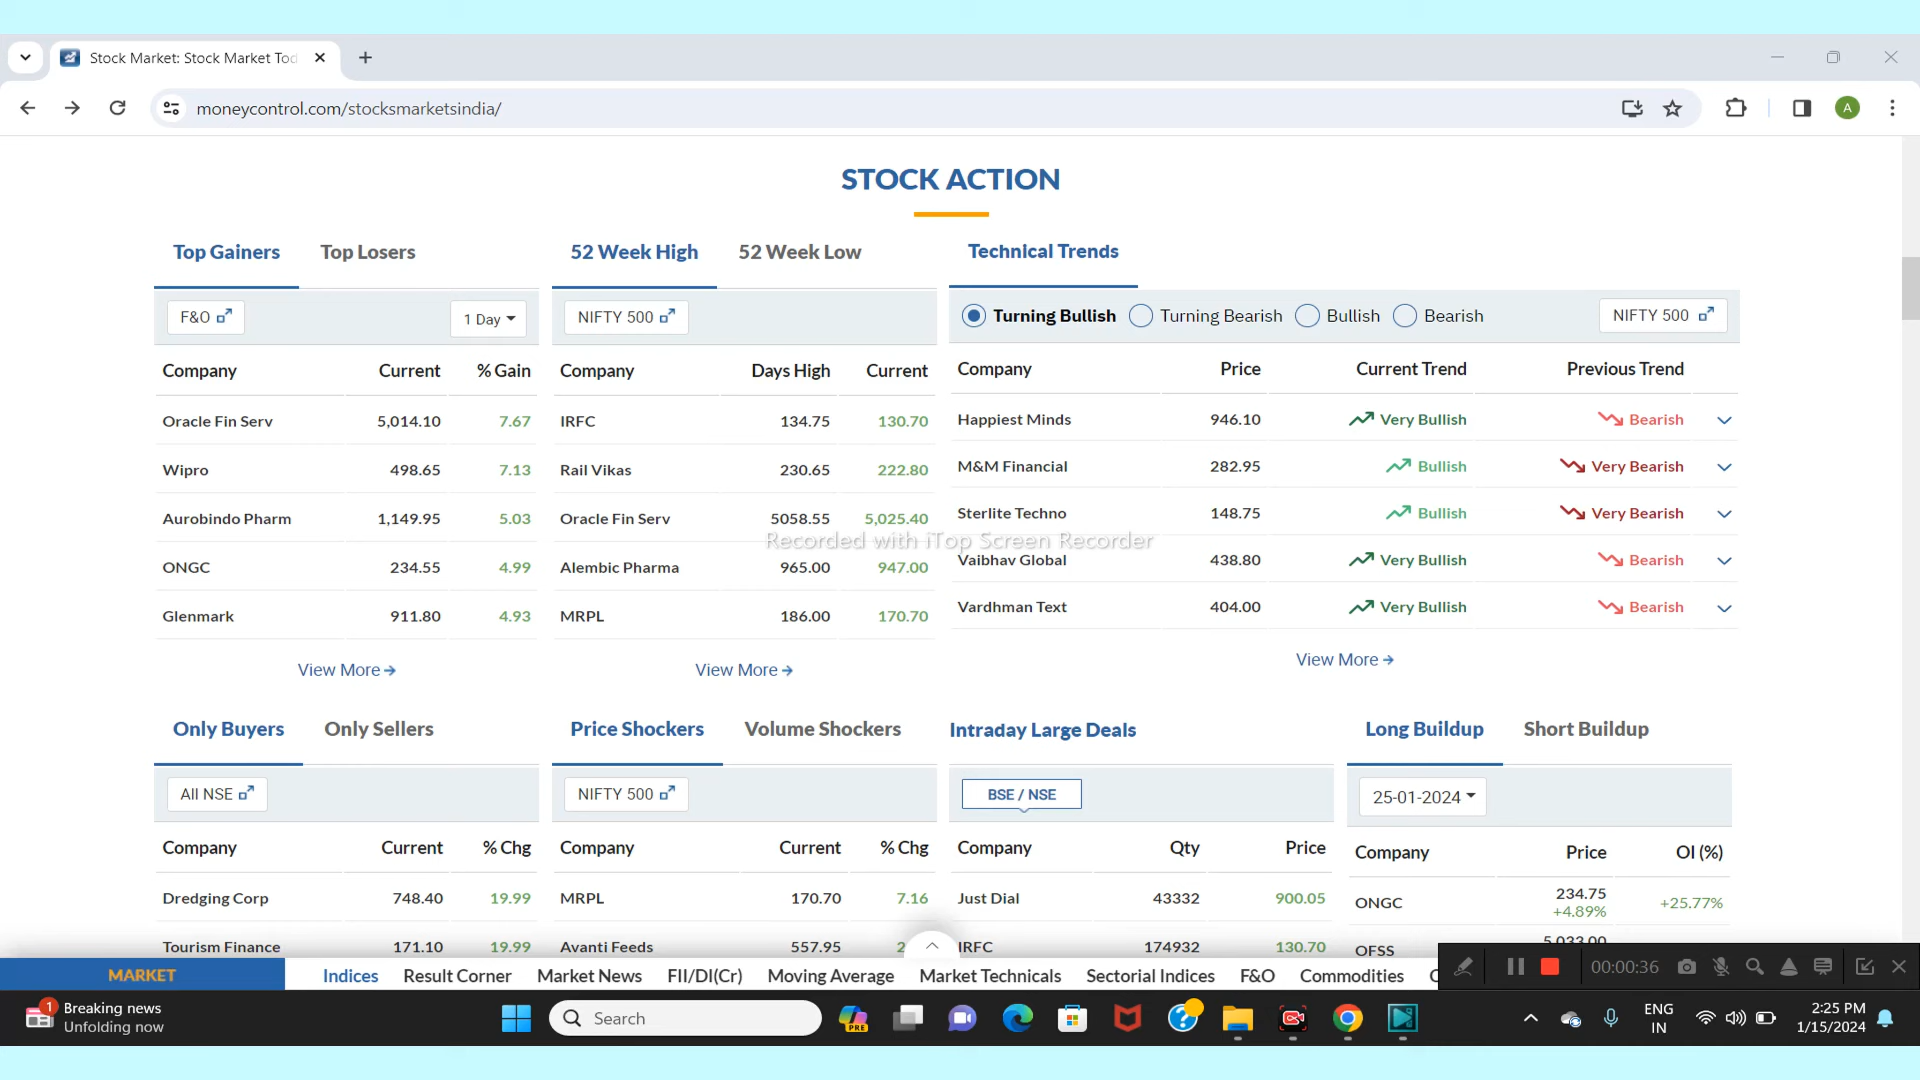 Stock Market: Stock Market Tod
moneycontrol.com/stocksmarketsindia/
A
STOCK ACTION
Top Gainers Top Losers
F&O 1 Day
Company Current % Gain
Oracle Fin Serv 5,014.10 7.67
Wipro 498.65 7.13
Aurobindo Pharm 1,149.95 5.03
ONGC 234.55 4.99
Glenmark 911.80 4.93
View More
52 Week High 52 Week Low
NIFTY 500
Company Days High Current
IRFC 134.75 130.70
Rail Vikas 230.65 222.80
Oracle Fin Serv 5058.55 5,025.40
Alembic Pharma 965.00 947.00
MRPL 186.00 170.70
View More
Technical Trends
Turning Bullish Turning Bearish Bullish Bearish NIFTY 500
Company Price Current Trend Previous Trend
Happiest Minds 946.10 Very Bullish Bearish
M&M Financial 282.95 Bullish Very Bearish
Sterlite Techno 148.75 Bullish Very Bearish
Recorded with iTop Screen Recorder
Vaibhav Global 438.80 Very Bullish Bearish
Vardhman Text 404.00 Very Bullish Bearish
View More
Only Buyers Only Sellers
All NSE
Company Current % Chg
Dredging Corp 748.40 19.99
Tourism Finance 171.10 19.99
Price Shockers Volume Shockers
NIFTY 500
Company Current % Chg
MRPL 170.70 7.16
Avanti Feeds 557.95
Intraday Large Deals
BSE / NSE
Company Qty Price
Just Dial 43332 900.05
IRFC 174932 130.70
Long Buildup Short Buildup
25-01-2024
Company Price OI (%)
ONGC 234.75 +25.77%
+4.89%
OFSS 5,033.00
MARKET Indices Result Corner Market News FII/DI(Cr) Moving Average Market Technicals Sectorial Indices F&O Commodities
00:00:36
1 Breaking news
Unfolding now
Search
PRE
ENG
IN
2:25 PM
1/15/2024